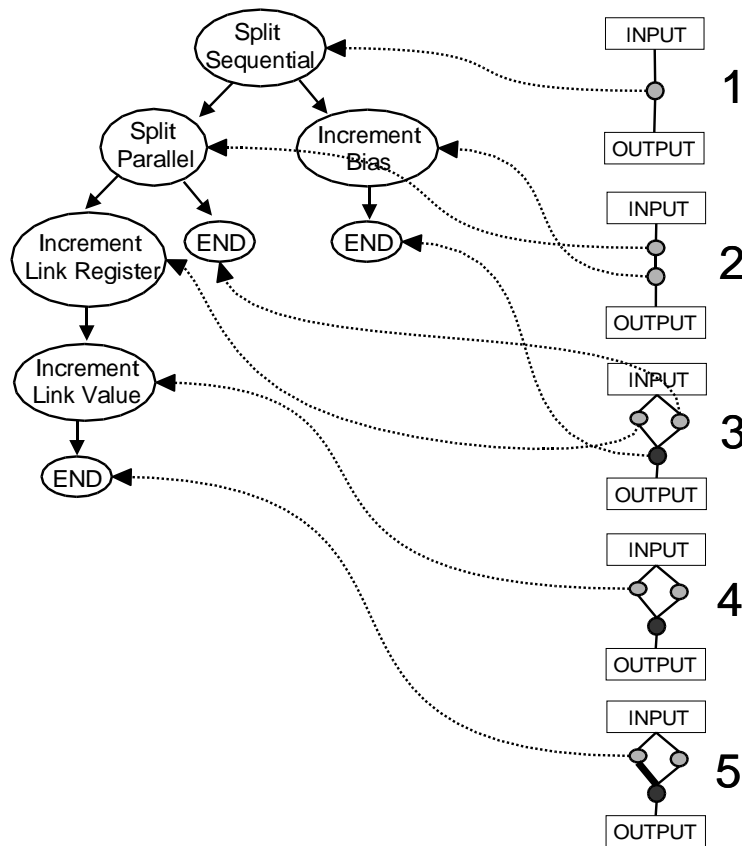 Split
Sequential
Split
Parallel
Increment
Bias
Increment
Link Register
END
END
Increment
Link Value
END
INPUT
1
OUTPUT
INPUT
2
OUTPUT
INPUT
3
OUTPUT
INPUT
4
OUTPUT
INPUT
5
OUTPUT